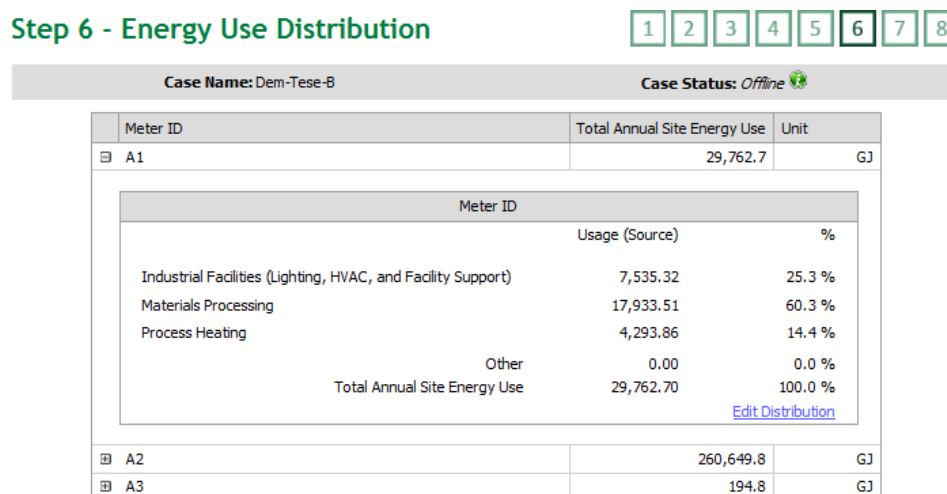 Step 6 - Energy Use Distribution 1 2 3 4 5 6 7 8
Case Name: Dem-Tese-B Case Status: Offline
Meter ID Total Annual Site Energy Use Unit
A1 29,762.7 GJ
Meter ID
Usage (Source) %
Industrial Facilities (Lighting, HVAC, and Facility Support) 7,535.32 25.3 %
Materials Processing 17,933.51 60.3 %
Process Heating 4,293.86 14.4 %
Other 0.00 0.0 %
Total Annual Site Energy Use 29,762.70 100.0 %
Edit Distribution
A2 260,649.8 GJ
A3 194.8 GJ